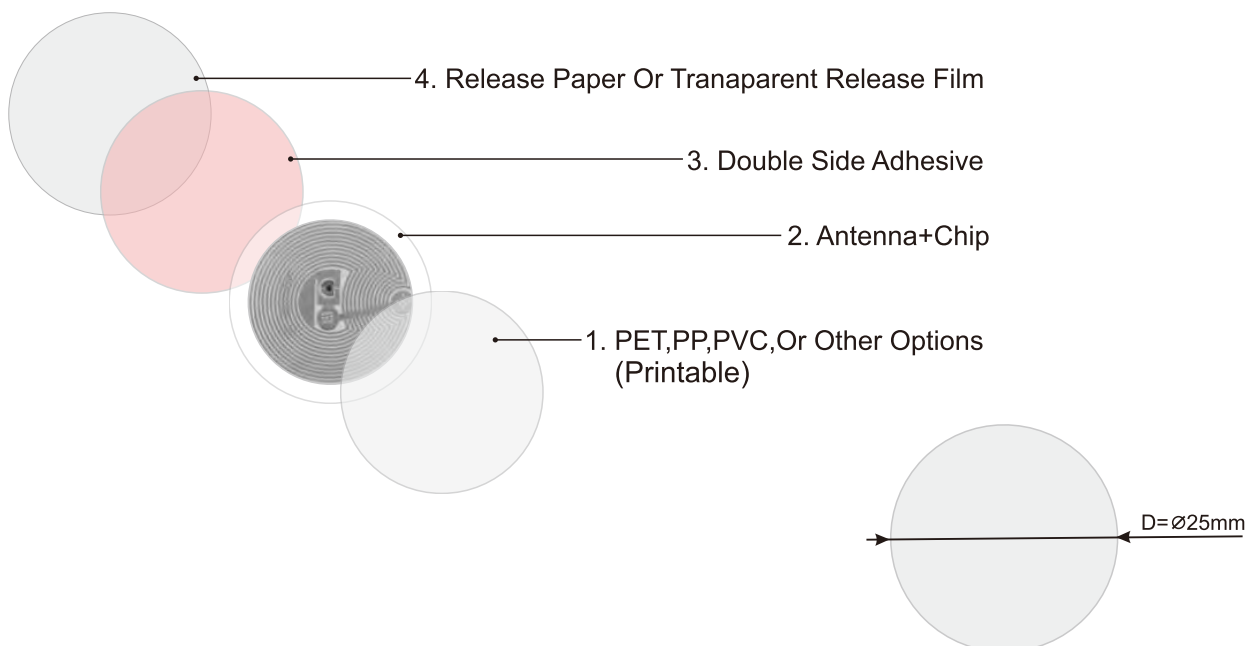 4. Release Paper Or Tranaparent Release Film
3. Double Side Adhesive
2. Antenna+Chip
1. PET,PP,PVC,Or Other Options
(Printable)
D=⌀25mm